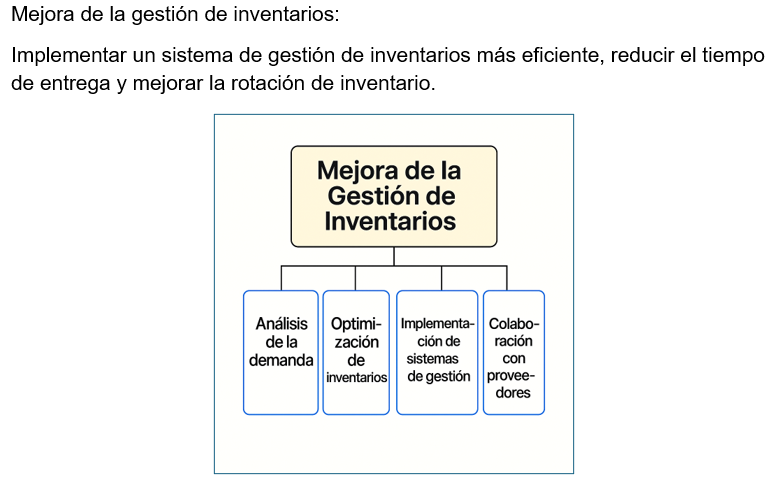 Mejora de la gestión de inventarios:
Implementar un sistema de gestión de inventarios más eficiente, reducir el tiempo
de entrega y mejorar la rotación de inventario.
Mejora de la
Gestión de
Inventarios
Análisis
de la
demanda
Optimi-
zación
de
inventarios
Implementa-
ción de
sistemas
de gestión
Colabo-
ración
con
provee-
dores